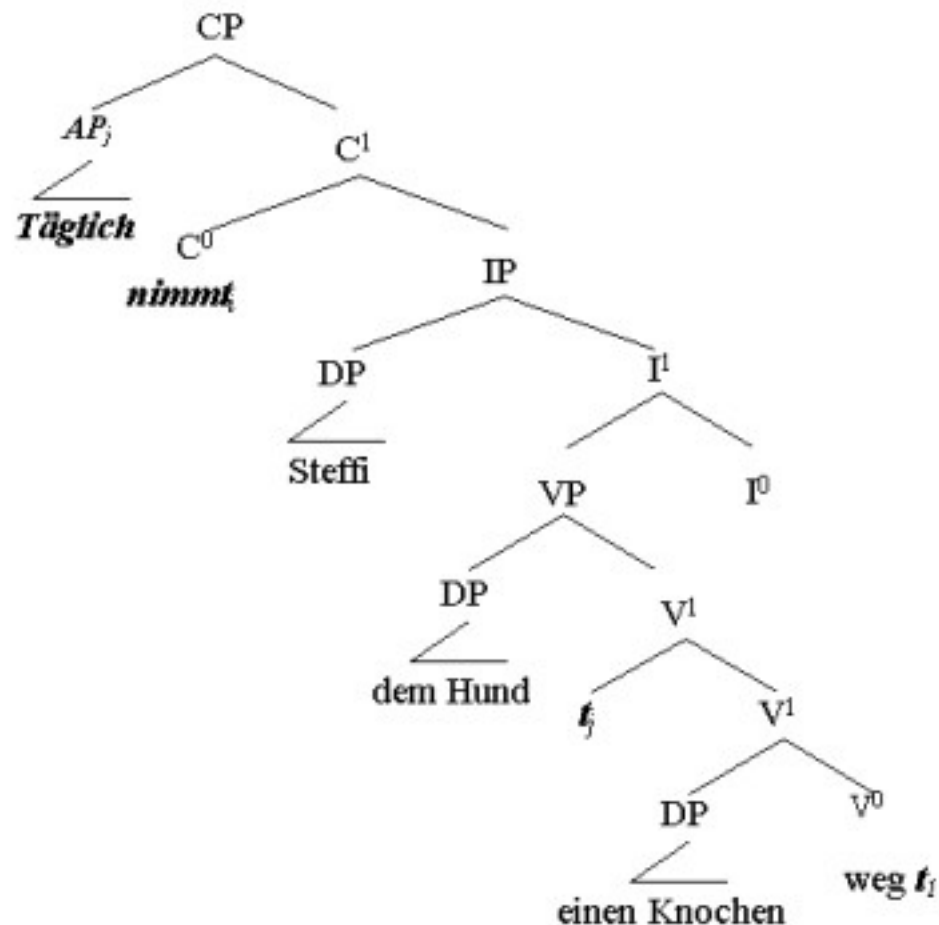 CP
APj C¹
Täglich C⁰
nimmti IP
DP I¹
Steffi VP I⁰
DP V¹
dem Hund tj V¹
DP V⁰
einen Knochen weg t1